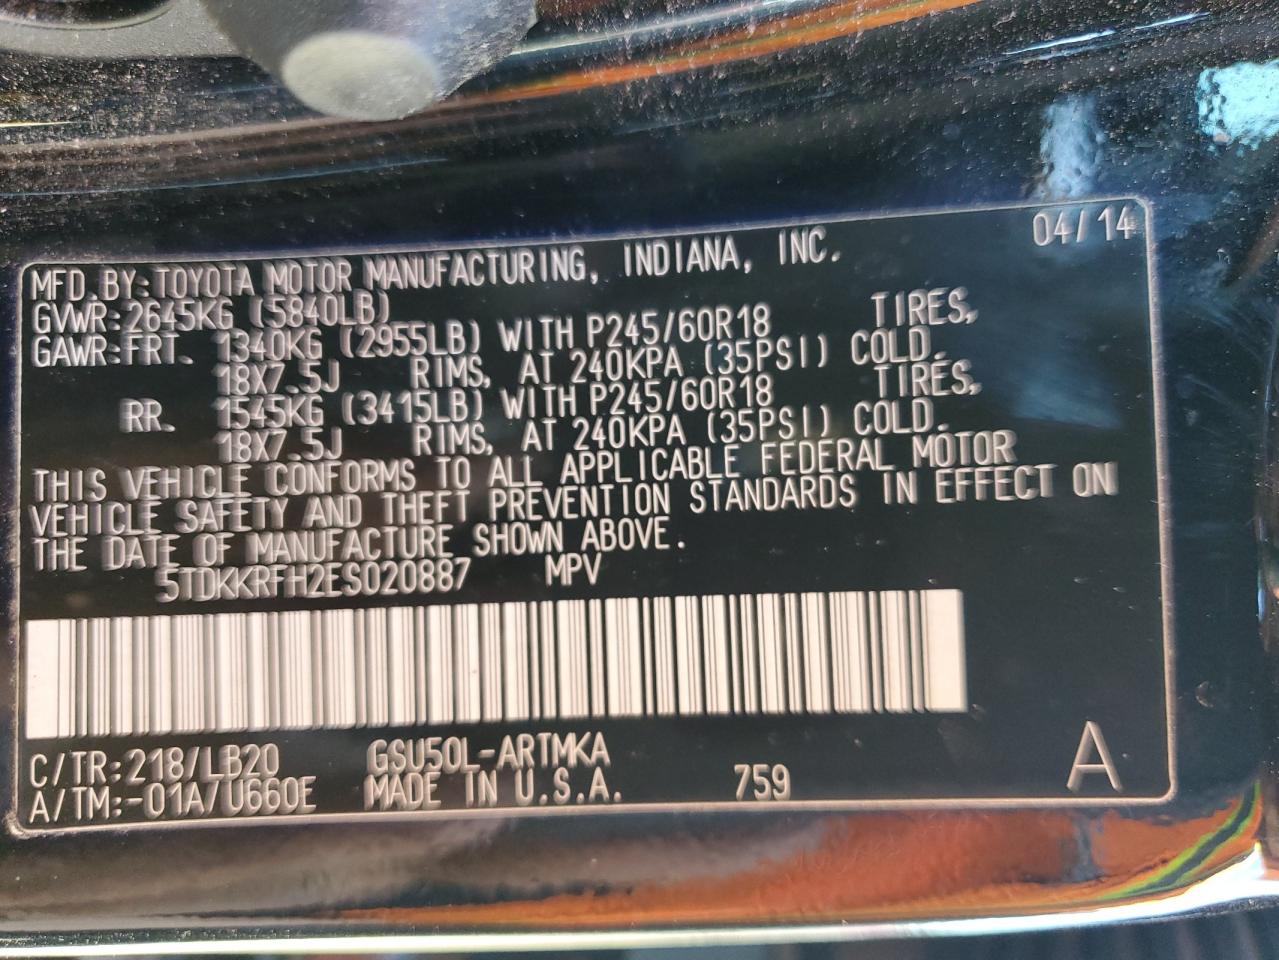 04/14
MFD.BY:TOYOTA MOTOR MANUFACTURING, INDIANA, INC.
GVWR:2645KG (5840LB)
GAWR:FRT. 1340KG (2955LB) WITH P245/60R18 TIRES,
18X7.5J RIMS, AT 240KPA (35PSI) COLD.
RR. 1545KG (3415LB) WITH P245/60R18 TIRES,
18X7.5J RIMS, AT 240KPA (35PSI) COLD.
THIS VEHICLE CONFORMS TO ALL APPLICABLE FEDERAL MOTOR
VEHICLE SAFETY AND THEFT PREVENTION STANDARDS IN EFFECT ON
THE DATE OF MANUFACTURE SHOWN ABOVE.
5TDKKRFH2ES020887 MPV
C/TR:218/LB20 GSU50L-ARTMKA
A/TM:-01A/U660E MADE IN U.S.A. 759 A